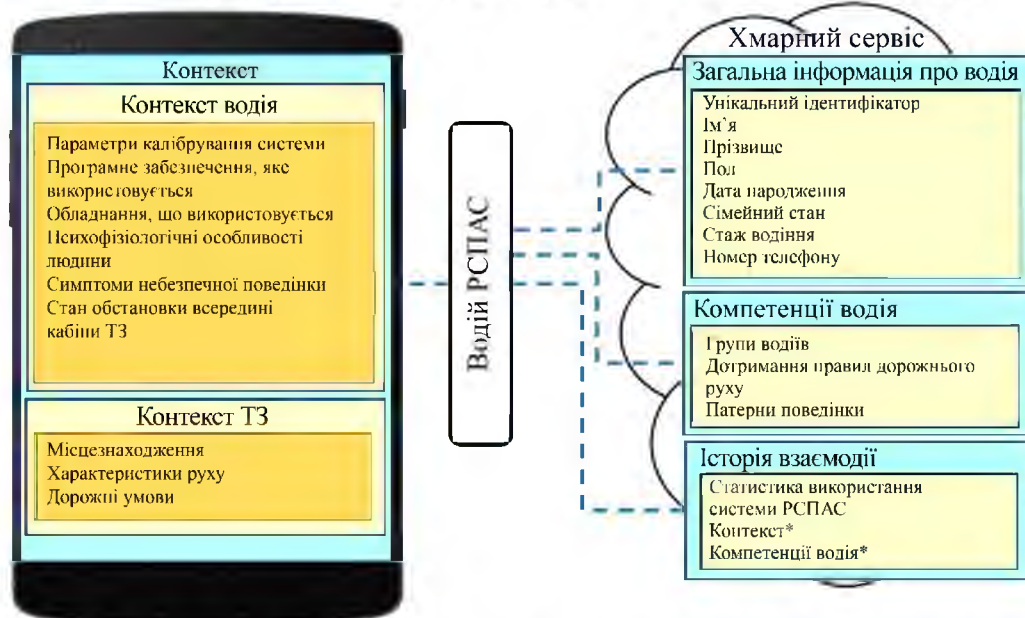 Контекст
Контекст водія
Параметри калібрування системи
Програмне забезпечення, яке
використовується
Обладнання, що використовується
Психофізіологічні особливості
людини
Симптоми небезпечної поведінки
Стан обстановки всередині
кабіни ТЗ
Контекст ТЗ
Місцезнаходження
Характеристики руху
Дорожні умови
Водій РСПАС
Хмарний сервіс
Загальна інформація про водія
Унікальний ідентифікатор
Ім’я
Прізвище
Пол
Дата народження
Сімейний стан
Стаж водіння
Номер телефону
Компетенції водія
Групи водіїв
Дотримання правил дорожнього
руху
Патерни поведінки
Історія взаємодії
Статистика використання
системи РСПАС
Контекст*
Компетенції водія*